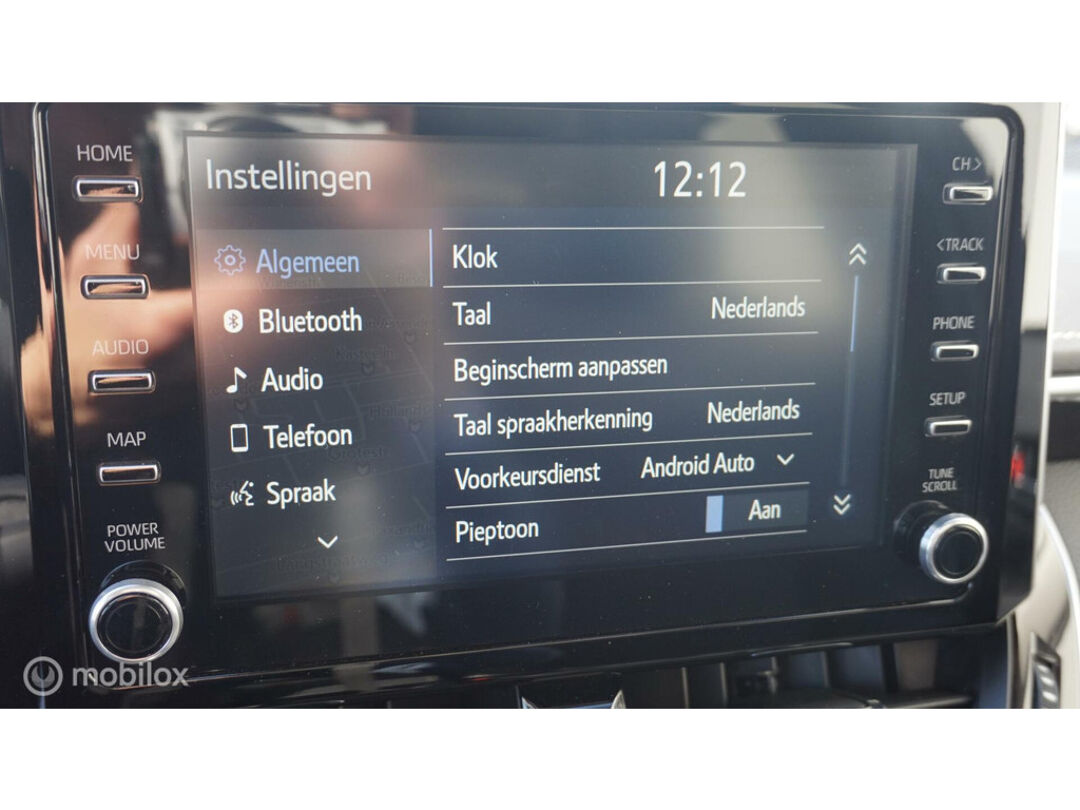 HOME
MENU
AUDIO
MAP
POWER
VOLUME
Instellingen
12:12
Algemeen
Bluetooth
Audio
Telefoon
Spraak
Klok
Taal Nederlands
Beginscherm aanpassen
Taal spraakherkenning Nederlands
Voorkeursdienst Android Auto
Pieptoon Aan
CH>
<TRACK
PHONE
SETUP
TUNE
SCROLL
mobilox